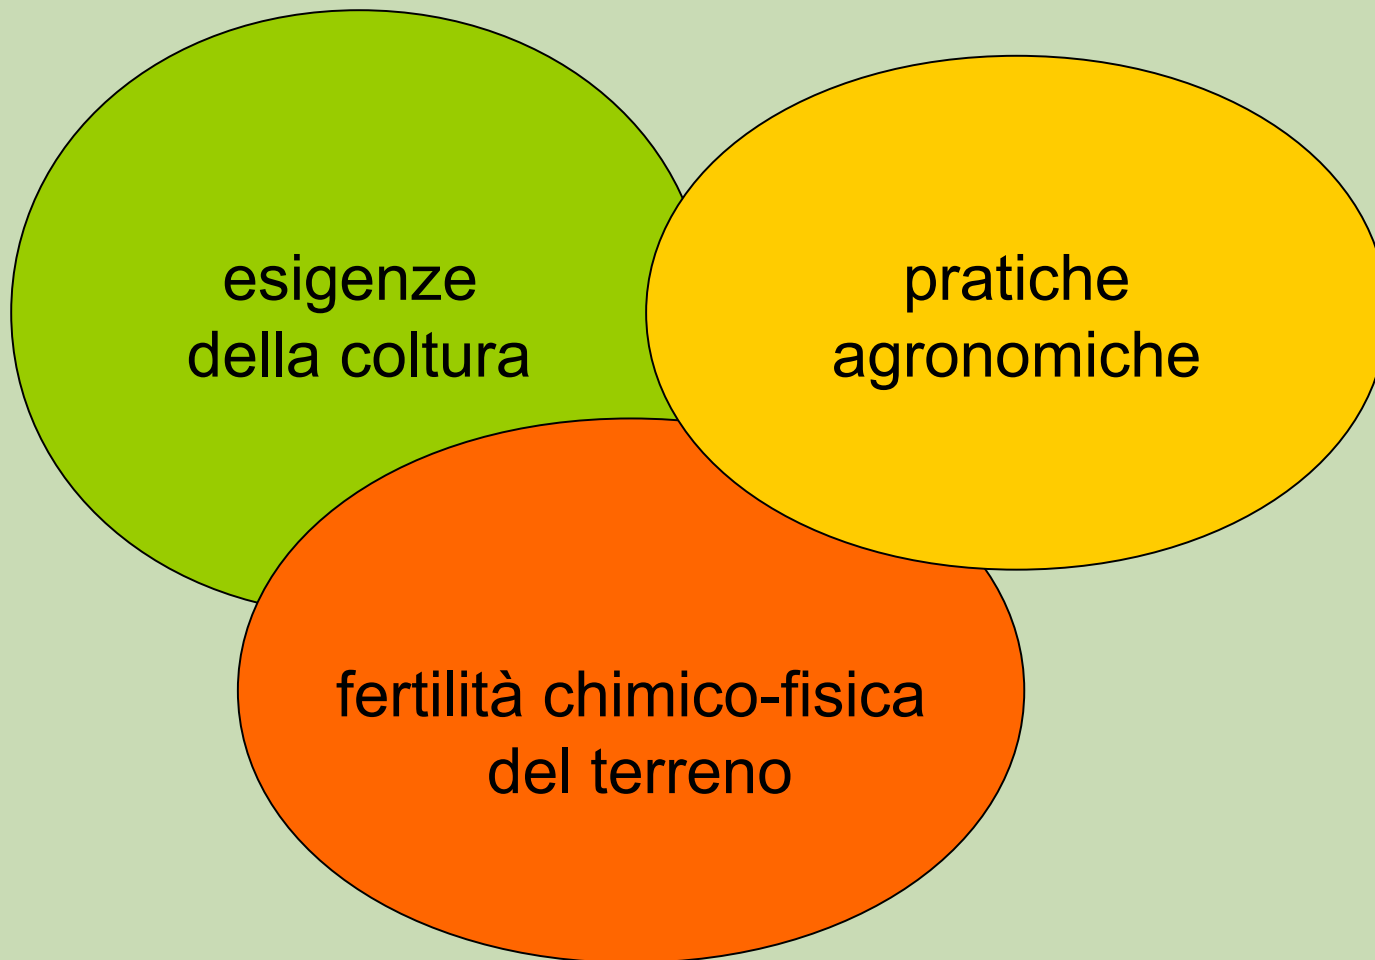 esigenze
della coltura
pratiche
agronomiche
fertilità chimico-fisica
del terreno